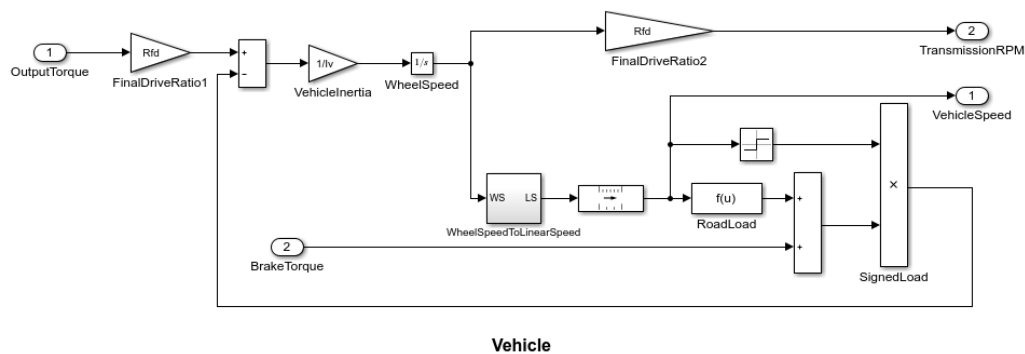 1
OutputTorque
Rfd
FinalDriveRatio1
+
−
1/Iv
VehicleInertia
1/s
WheelSpeed
Rfd
FinalDriveRatio2
2
TransmissionRPM
1
VehicleSpeed
WS LS
WheelSpeedToLinearSpeed
f(u)
RoadLoad
+
+
×
SignedLoad
2
BrakeTorque
Vehicle